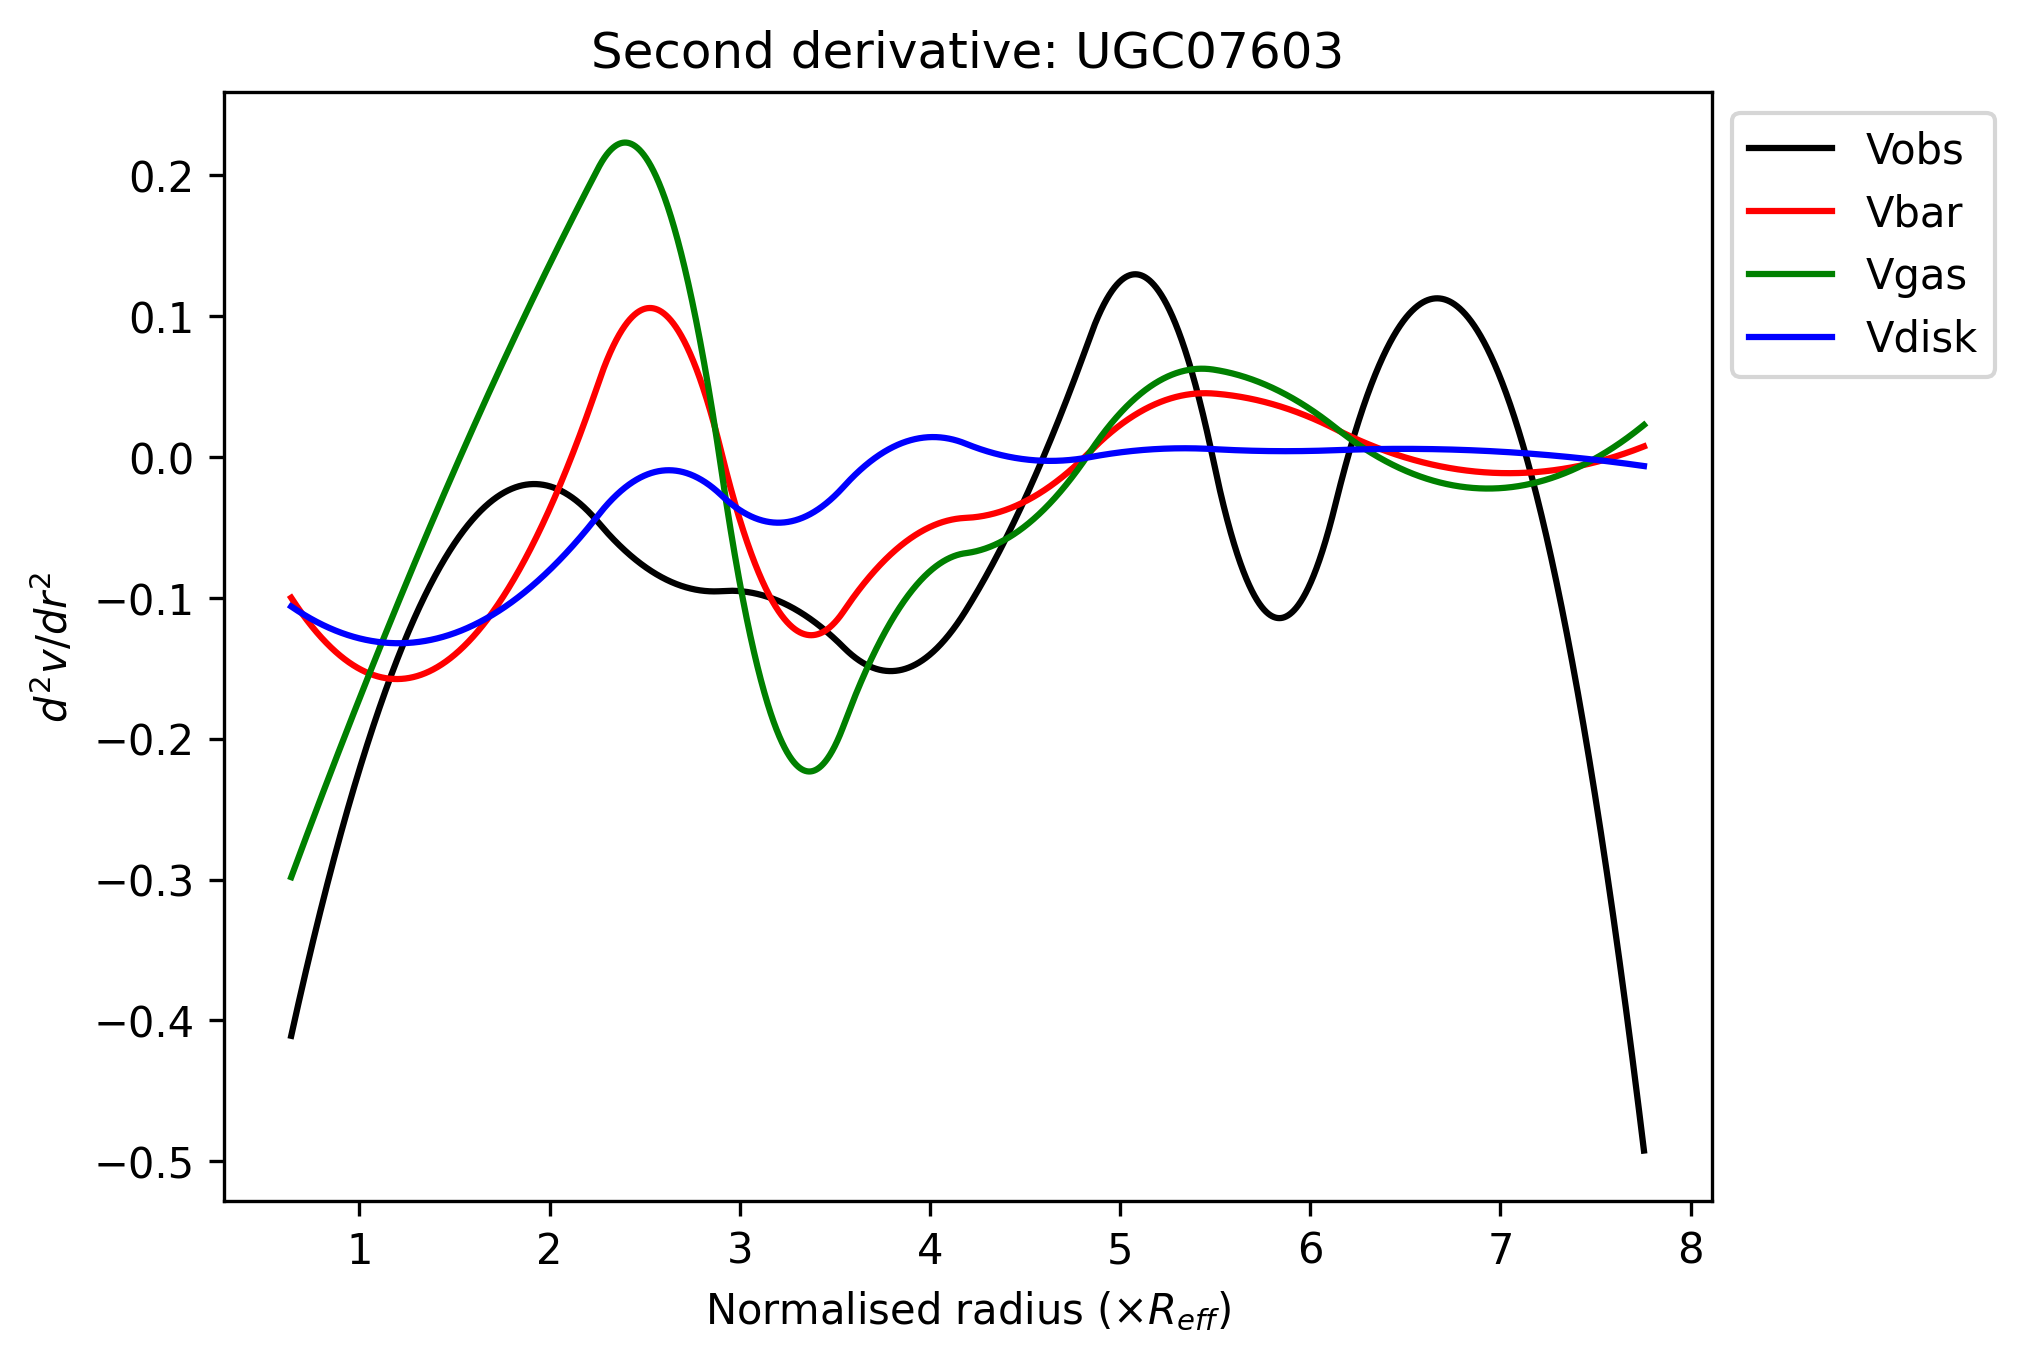 Second derivative: UGC07603
Vobs
Vbar
Vgas
Vdisk
0.2
0.1
0.0
−0.1
−0.2
−0.3
−0.4
−0.5
d²v/dr²
1 2 3 4 5 6 7 8
Normalised radius (×R_eff)